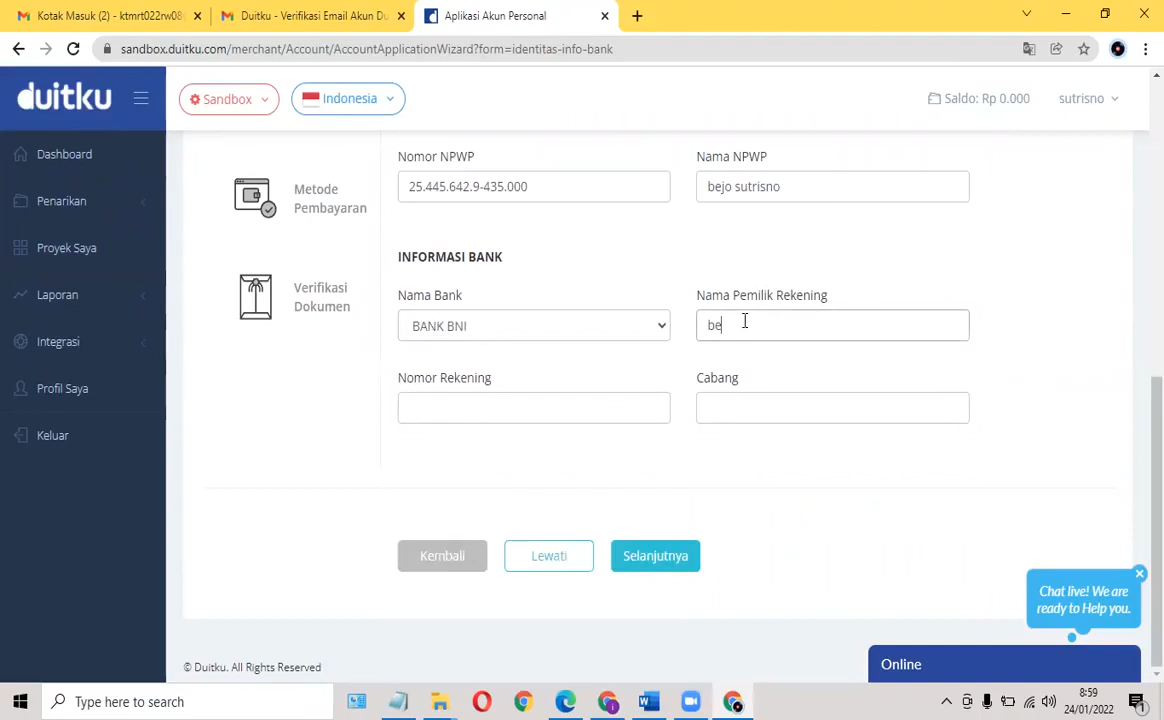 Kotak Masuk (2) - ktmrt022rw08
Duitku - Verifikasi Email Akun Du
Aplikasi Akun Personal
sandbox.duitku.com/merchant/Account/AccountApplicationWizard?form=identitas-info-bank
duitku
Sandbox
Indonesia
Saldo: Rp 0.000
sutrisno
Dashboard
Penarikan
Proyek Saya
Laporan
Integrasi
Profil Saya
Keluar
Metode
Pembayaran
Verifikasi
Dokumen
Nomor NPWP
Nama NPWP
25.445.642.9-435.000
bejo sutrisno
INFORMASI BANK
Nama Bank
Nama Pemilik Rekening
BANK BNI
be
Nomor Rekening
Cabang
Kembali
Lewati
Selanjutnya
Chat live! We are
ready to Help you.
© Duitku. All Rights Reserved
Online
Type here to search
8:59
24/01/2022
1